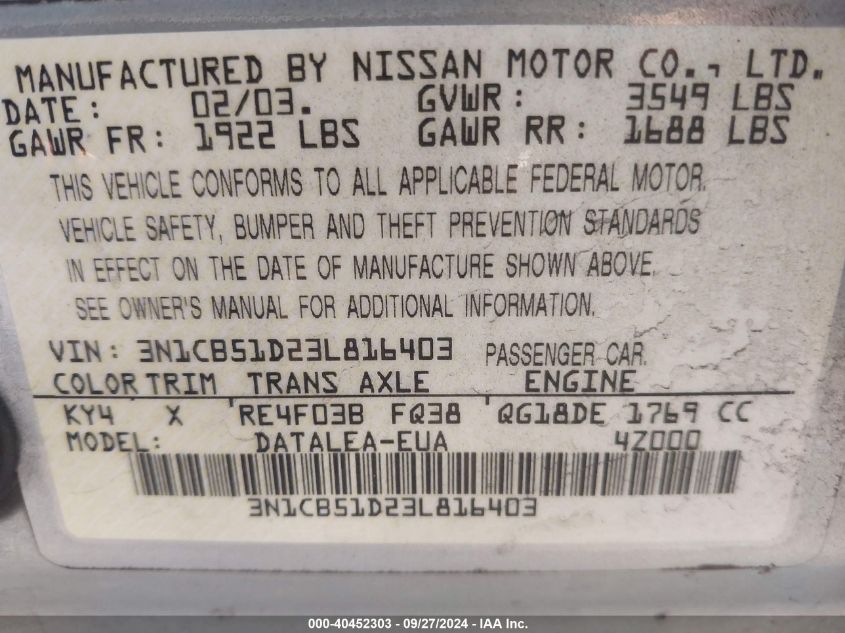 MANUFACTURED BY NISSAN MOTOR CO., LTD.
DATE: 02/03. GVWR: 3549 LBS
GAWR FR: 1922 LBS GAWR RR: 1688 LBS
THIS VEHICLE CONFORMS TO ALL APPLICABLE FEDERAL MOTOR
VEHICLE SAFETY, BUMPER AND THEFT PREVENTION STANDARDS
IN EFFECT ON THE DATE OF MANUFACTURE SHOWN ABOVE.
SEE OWNER'S MANUAL FOR ADDITIONAL INFORMATION.
VIN: 3N1CB51D23L816403 PASSENGER CAR
COLOR TRIM TRANS AXLE ENGINE
KY4 X RE4F03B FQ38 QG18DE 1769 CC
MODEL: DATALEA-EUA 4Z000
3N1CB51D23L816403
000-40452303 - 09/27/2024 - IAA Inc.